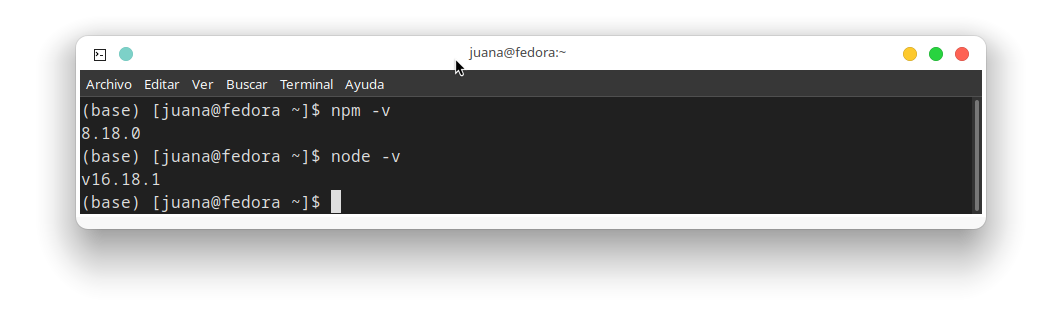 juana@fedora:~
Archivo Editar Ver Buscar Terminal Ayuda
(base) [juana@fedora ~]$ npm -v
8.18.0
(base) [juana@fedora ~]$ node -v
v16.18.1
(base) [juana@fedora ~]$